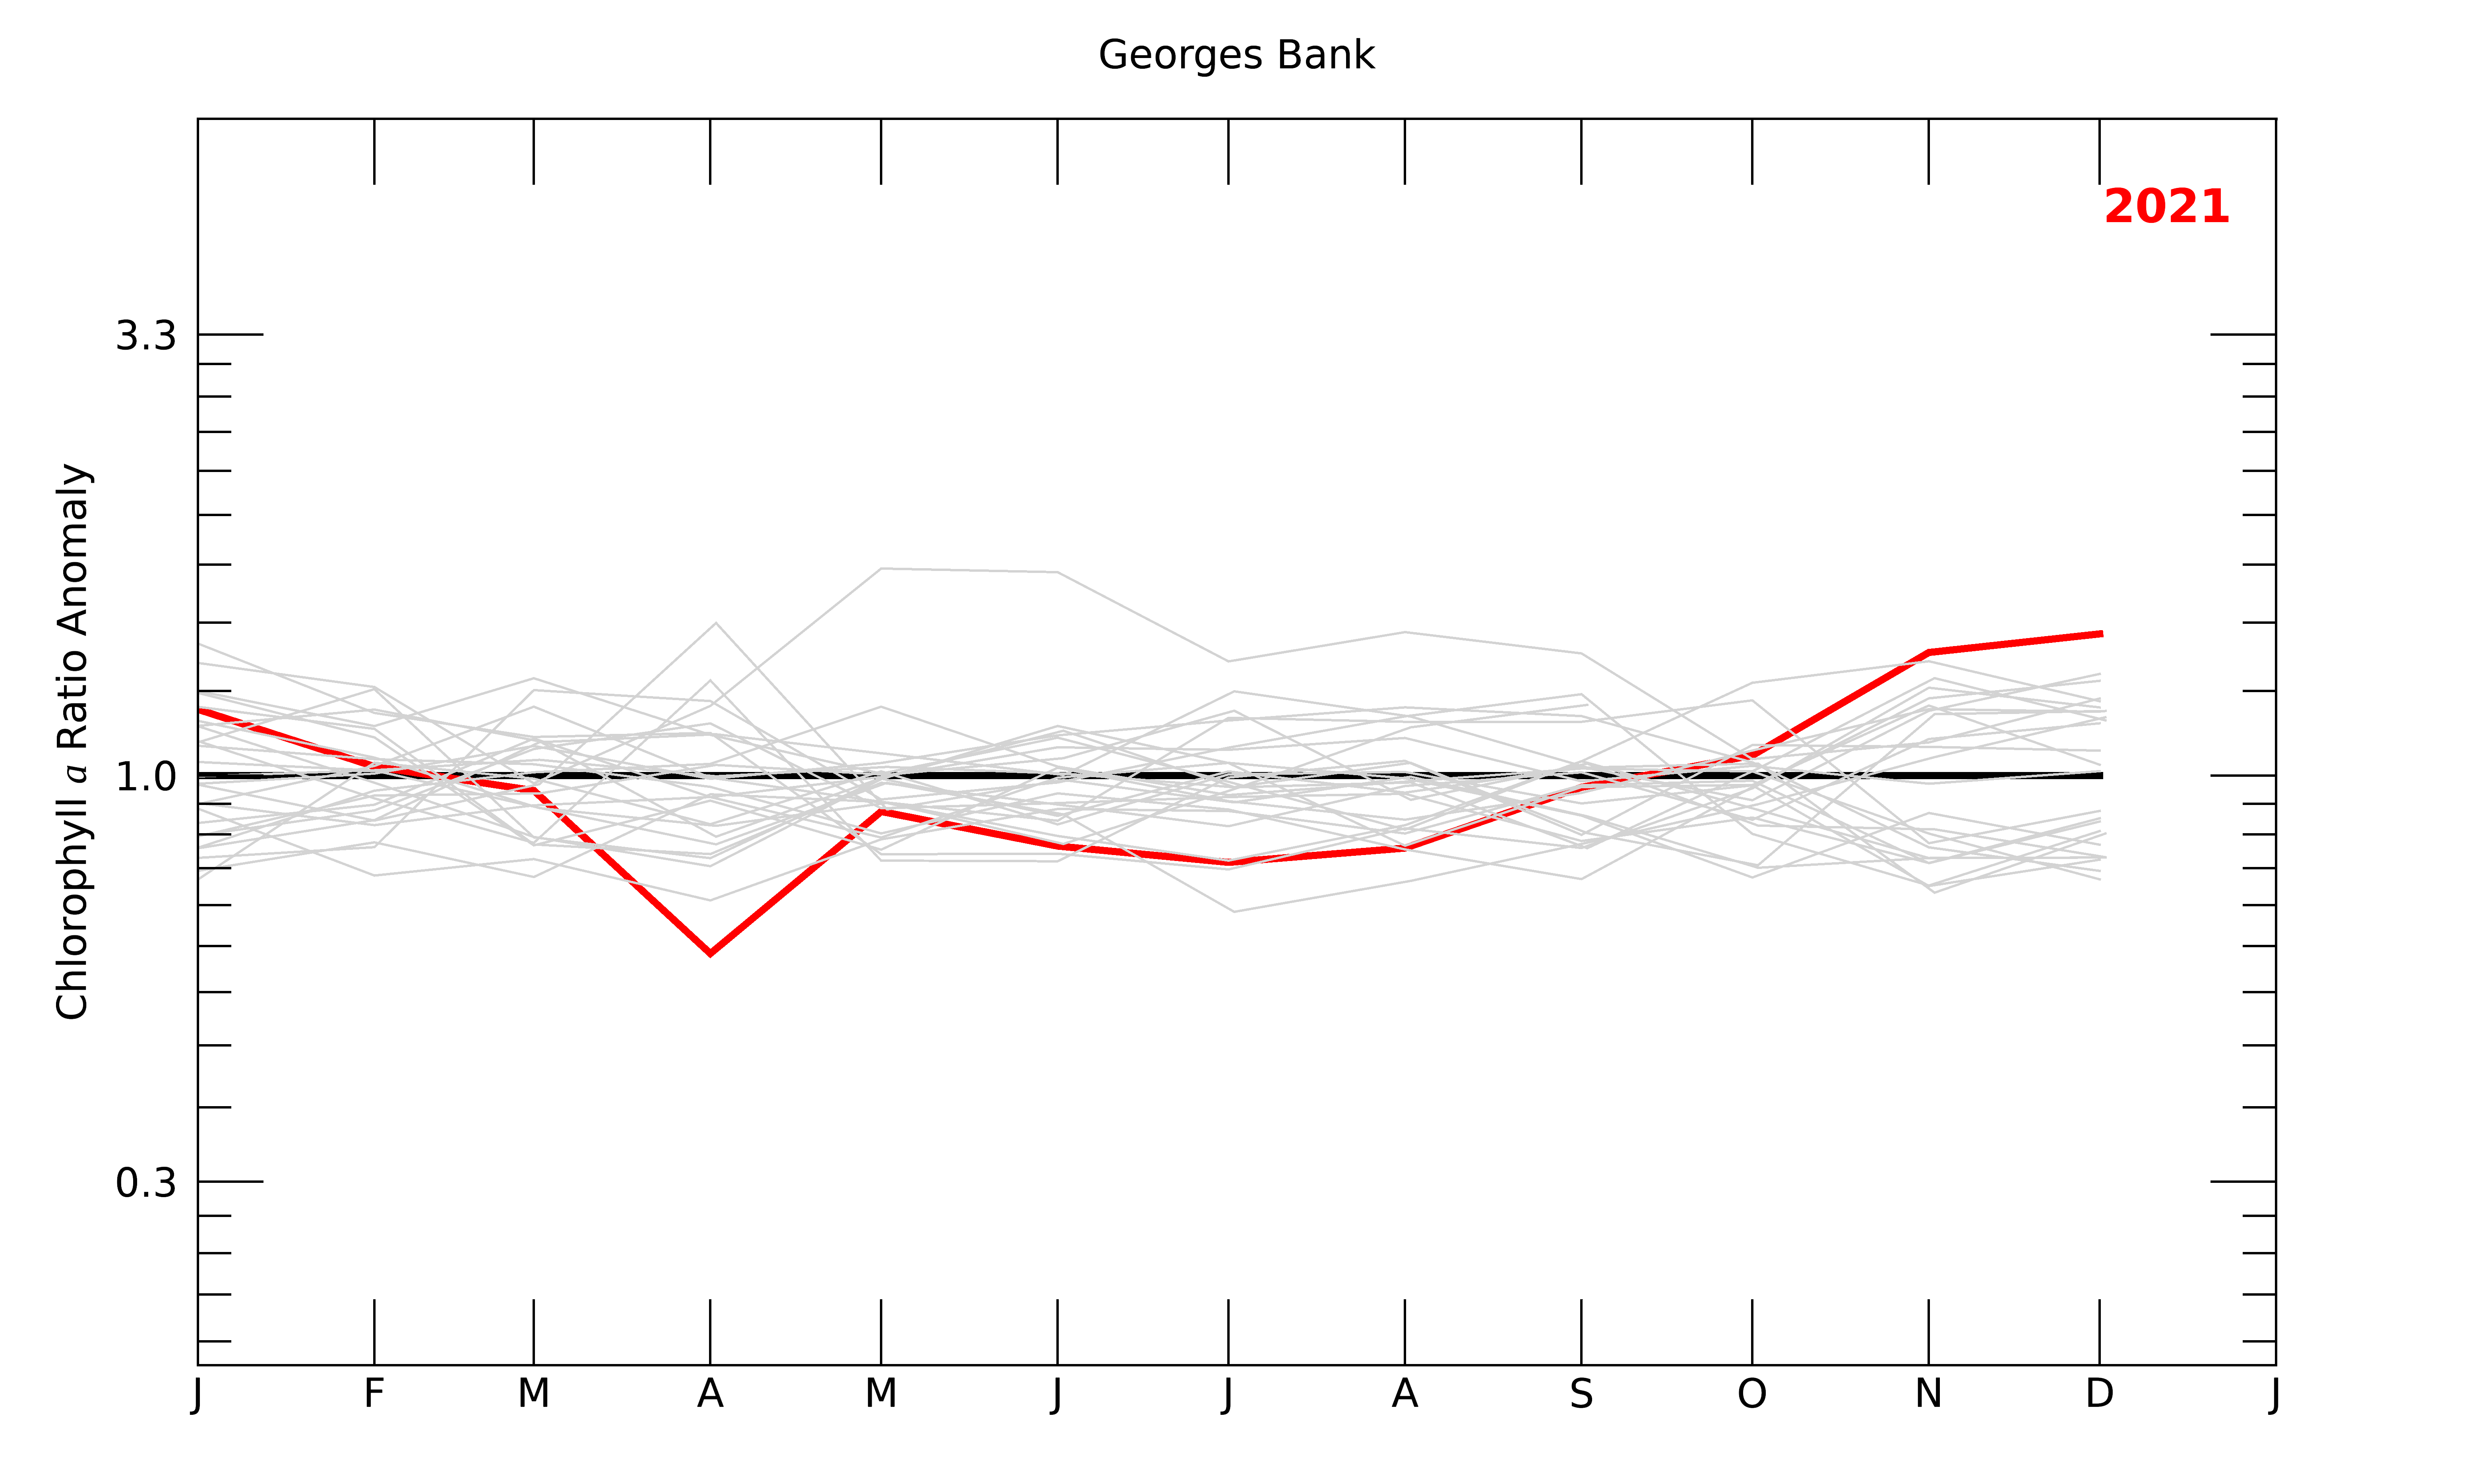 Georges Bank
2021
Chlorophyll a Ratio Anomaly
3.3
1.0
0.3
J F M A M J J A S O N D J